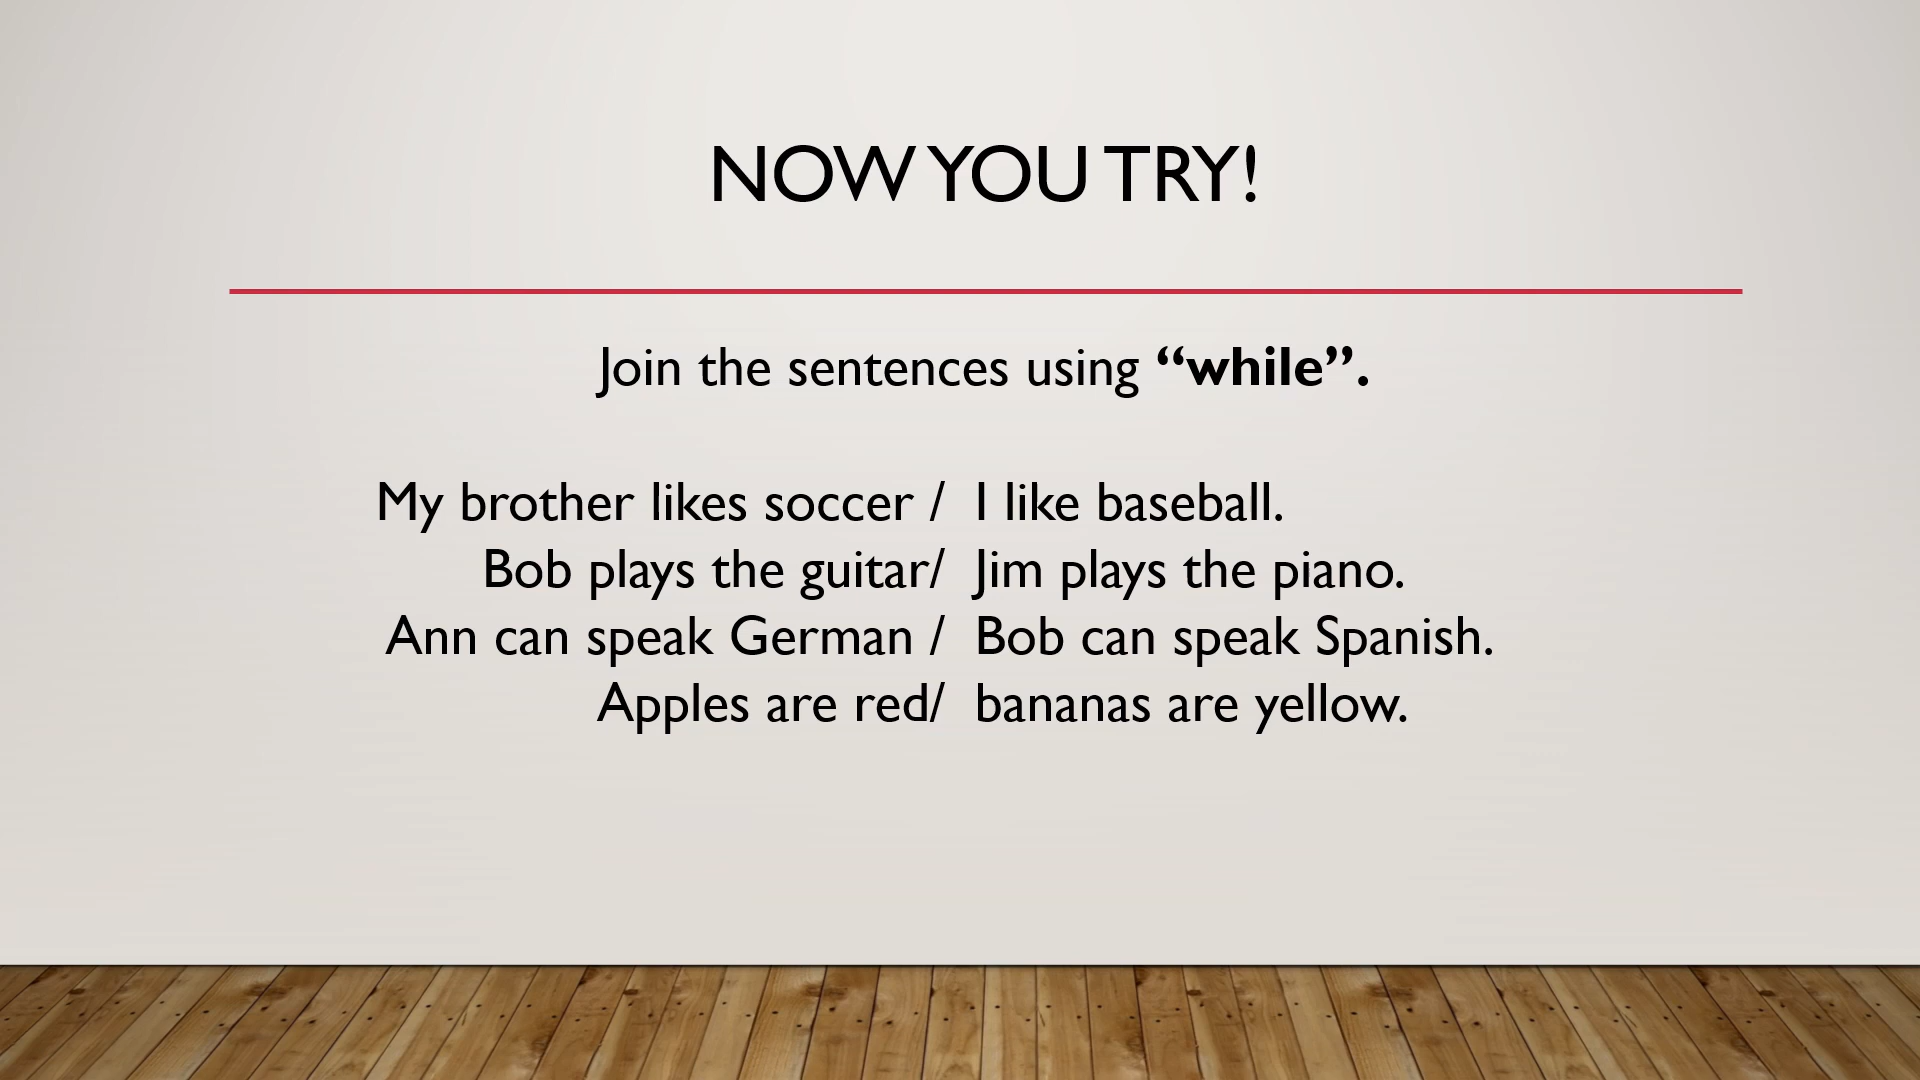 NOW YOU TRY!
Join the sentences using “while”.
My brother likes soccer / I like baseball.
Bob plays the guitar/ Jim plays the piano.
Ann can speak German / Bob can speak Spanish.
Apples are red/ bananas are yellow.